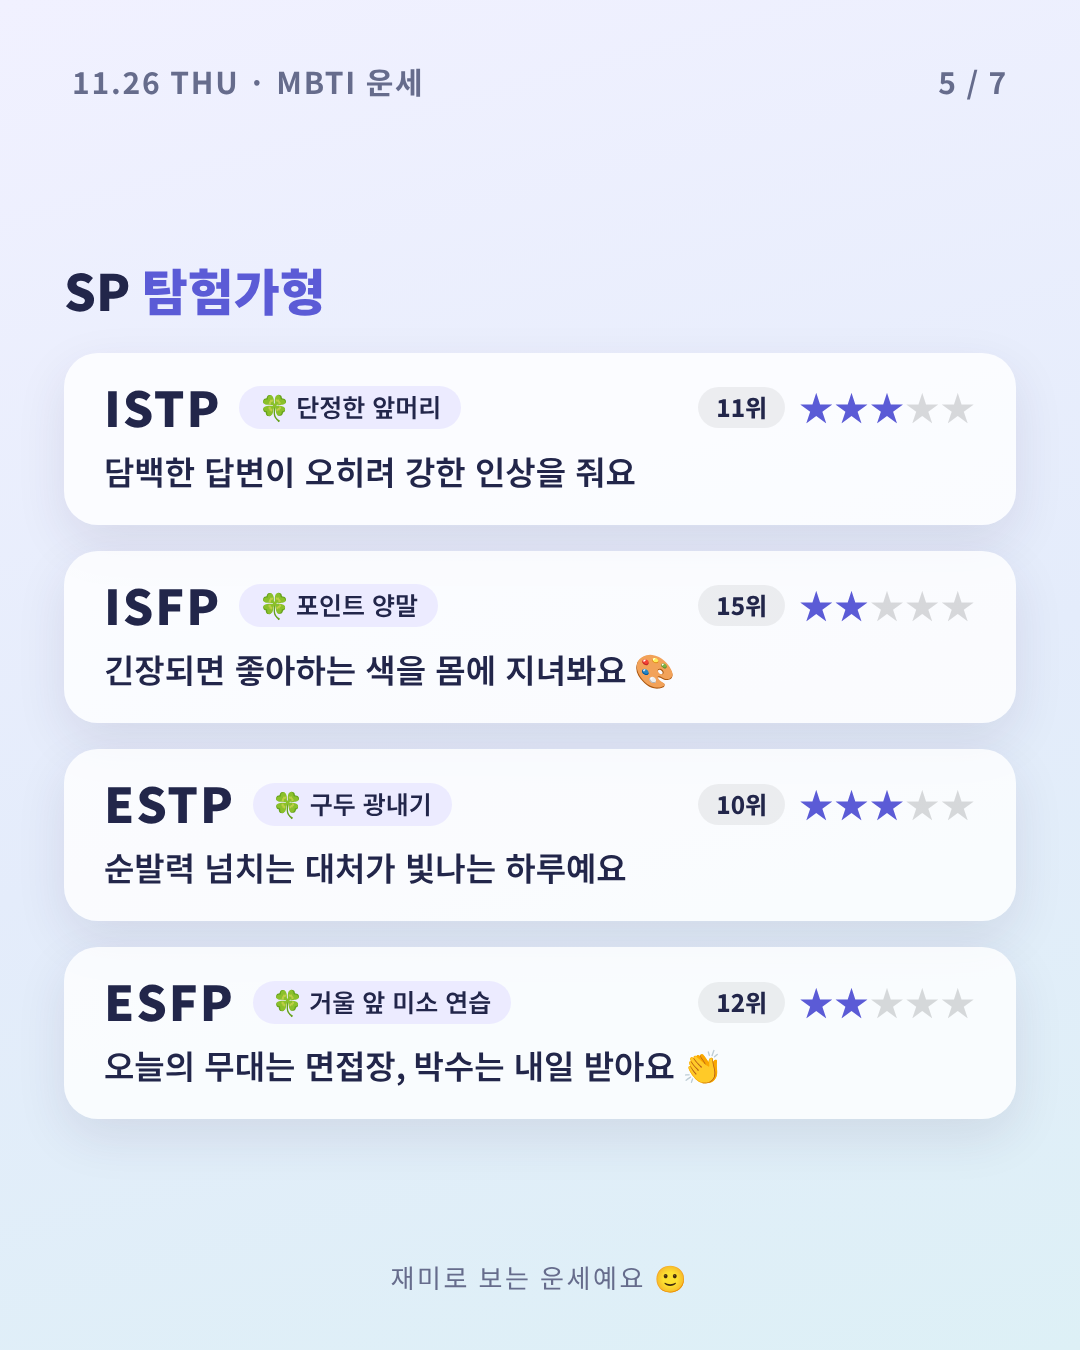 11.26 THU · MBTI 운세
5 / 7
SP 탐험가형
ISTP 🍀 단정한 앞머리 11위 ★★★★★
담백한 답변이 오히려 강한 인상을 줘요
ISFP 🍀 포인트 양말 15위 ★★★★★
긴장되면 좋아하는 색을 몸에 지녀봐요 🎨
ESTP 🍀 구두 광내기 10위 ★★★★★
순발력 넘치는 대처가 빛나는 하루예요
ESFP 🍀 거울 앞 미소 연습 12위 ★★★★★
오늘의 무대는 면접장, 박수는 내일 받아요 👏
재미로 보는 운세예요 🙂